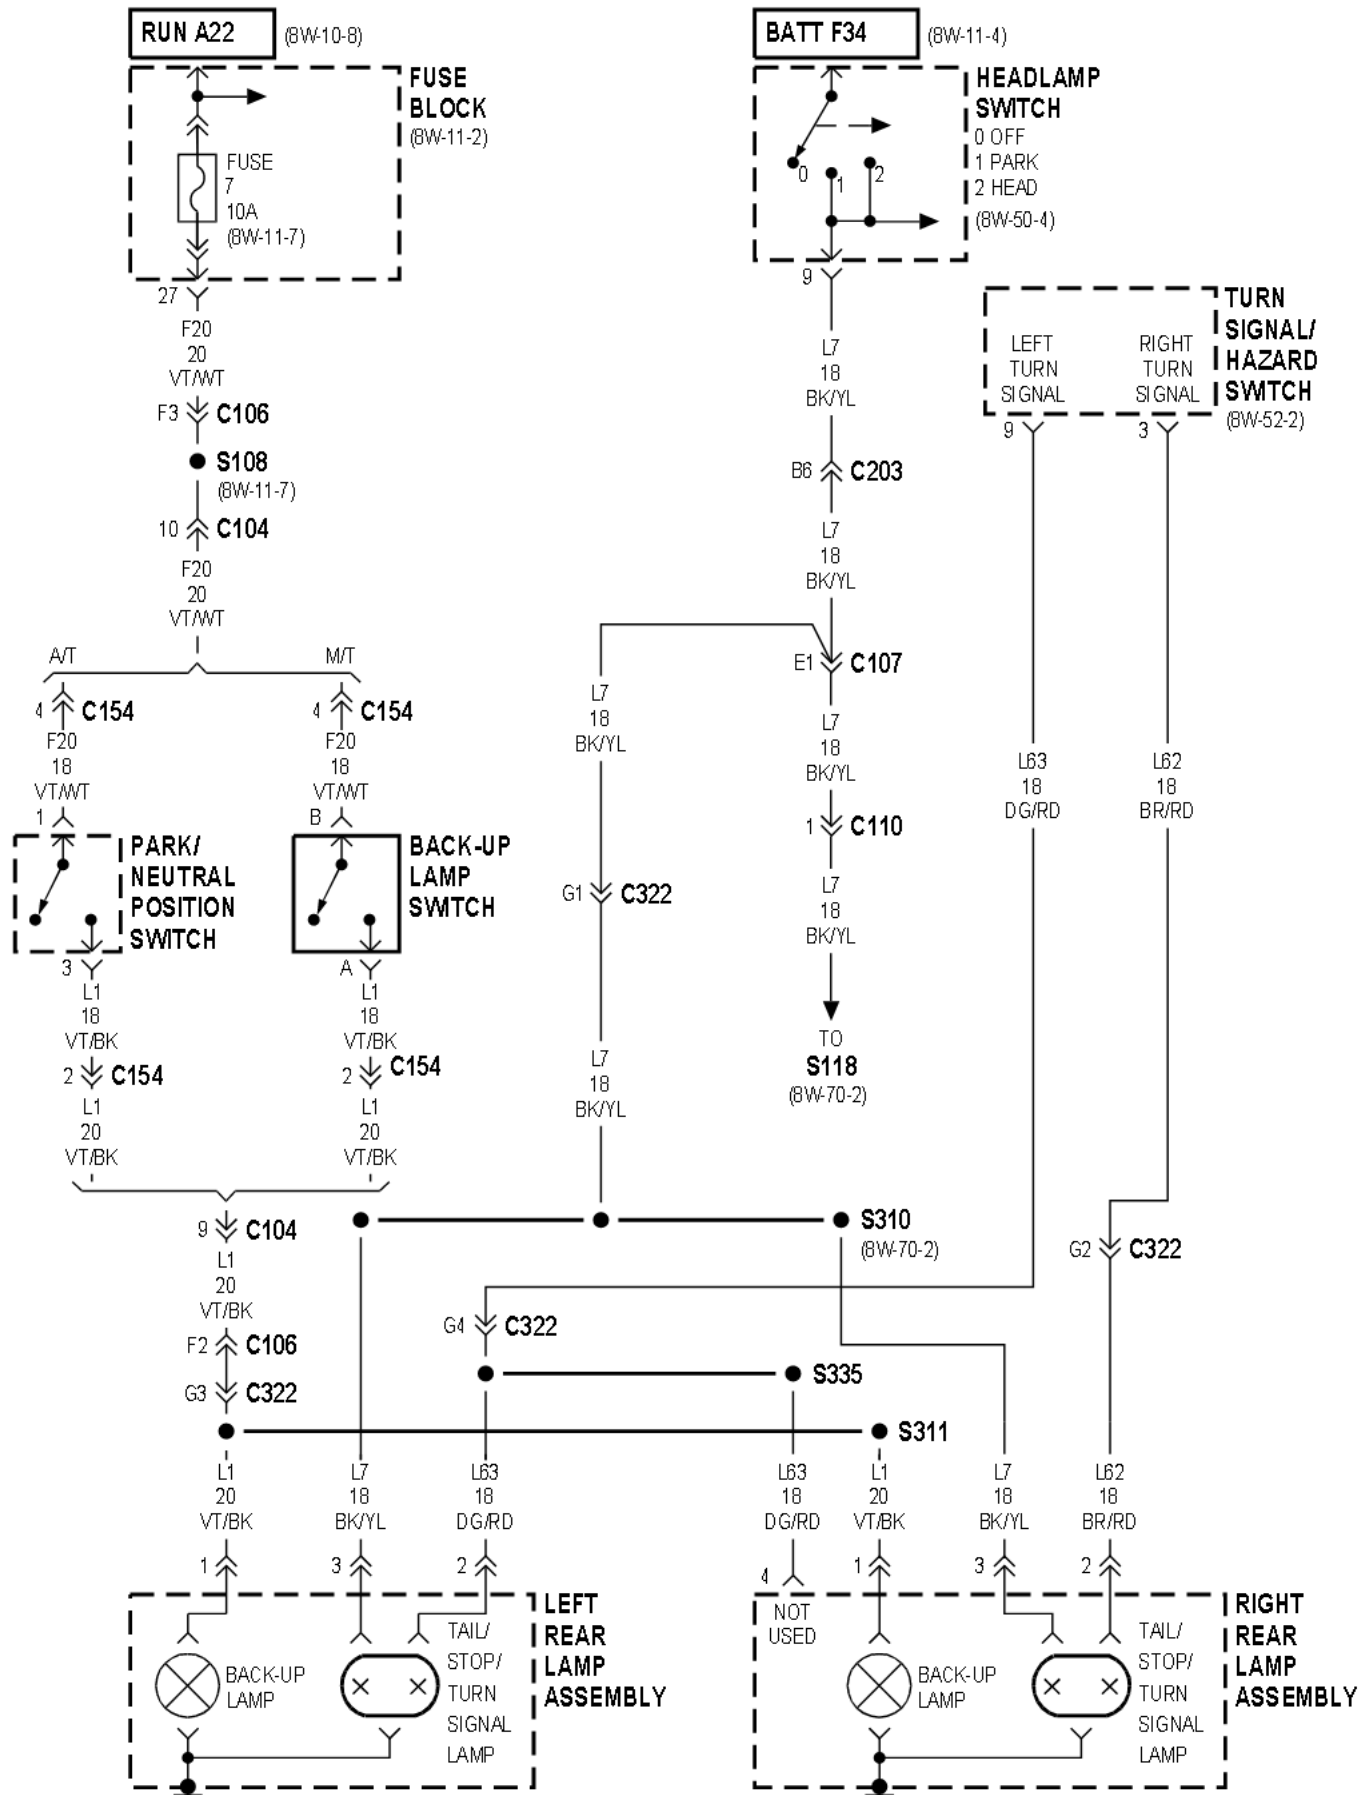 RUN A22 (8W-10-8)
FUSE
BLOCK
(8W-11-2)
FUSE
7
10A
(8W-11-7)
27
F20
20
VT/WT
F3 C106
S108
(8W-11-7)
10 C104
F20
20
VT/WT
A/T M/T
4 C154
4 C154
F20
18
VT/WT
F20
18
VT/WT
1
B
PARK/
NEUTRAL
POSITION
SWITCH
BACK-UP
LAMP
SWITCH
3
A
L1
18
VT/BK
L1
18
VT/BK
2 C154
2 C154
L1
20
VT/BK
L1
20
VT/BK
9 C104
L1
20
VT/BK
F2 C106
G3 C322
BATT F34 (8W-11-4)
HEADLAMP
SWITCH
0 OFF
1 PARK
2 HEAD
(8W-50-4)
0
1
2
9
L7
18
BK/YL
B6 C203
L7
18
BK/YL
E1 C107
L7
18
BK/YL
L7
18
BK/YL
1 C110
G1 C322
L7
18
BK/YL
TO
S118
(8W-70-2)
L7
18
BK/YL
S310
(8W-70-2)
TURN
SIGNAL/
HAZARD
SWITCH
(8W-52-2)
LEFT
TURN
SIGNAL
RIGHT
TURN
SIGNAL
9
3
L63
18
DG/RD
L62
18
BR/RD
G2 C322
G4 C322
S335
S311
L1
20
VT/BK
L7
18
BK/YL
L63
18
DG/RD
L63
18
DG/RD
L1
20
VT/BK
L7
18
BK/YL
L62
18
BR/RD
1
3
2
4
1
3
2
LEFT
REAR
LAMP
ASSEMBLY
BACK-UP
LAMP
TAIL/
STOP/
TURN
SIGNAL
LAMP
NOT
USED
BACK-UP
LAMP
TAIL/
STOP/
TURN
SIGNAL
LAMP
RIGHT
REAR
LAMP
ASSEMBLY